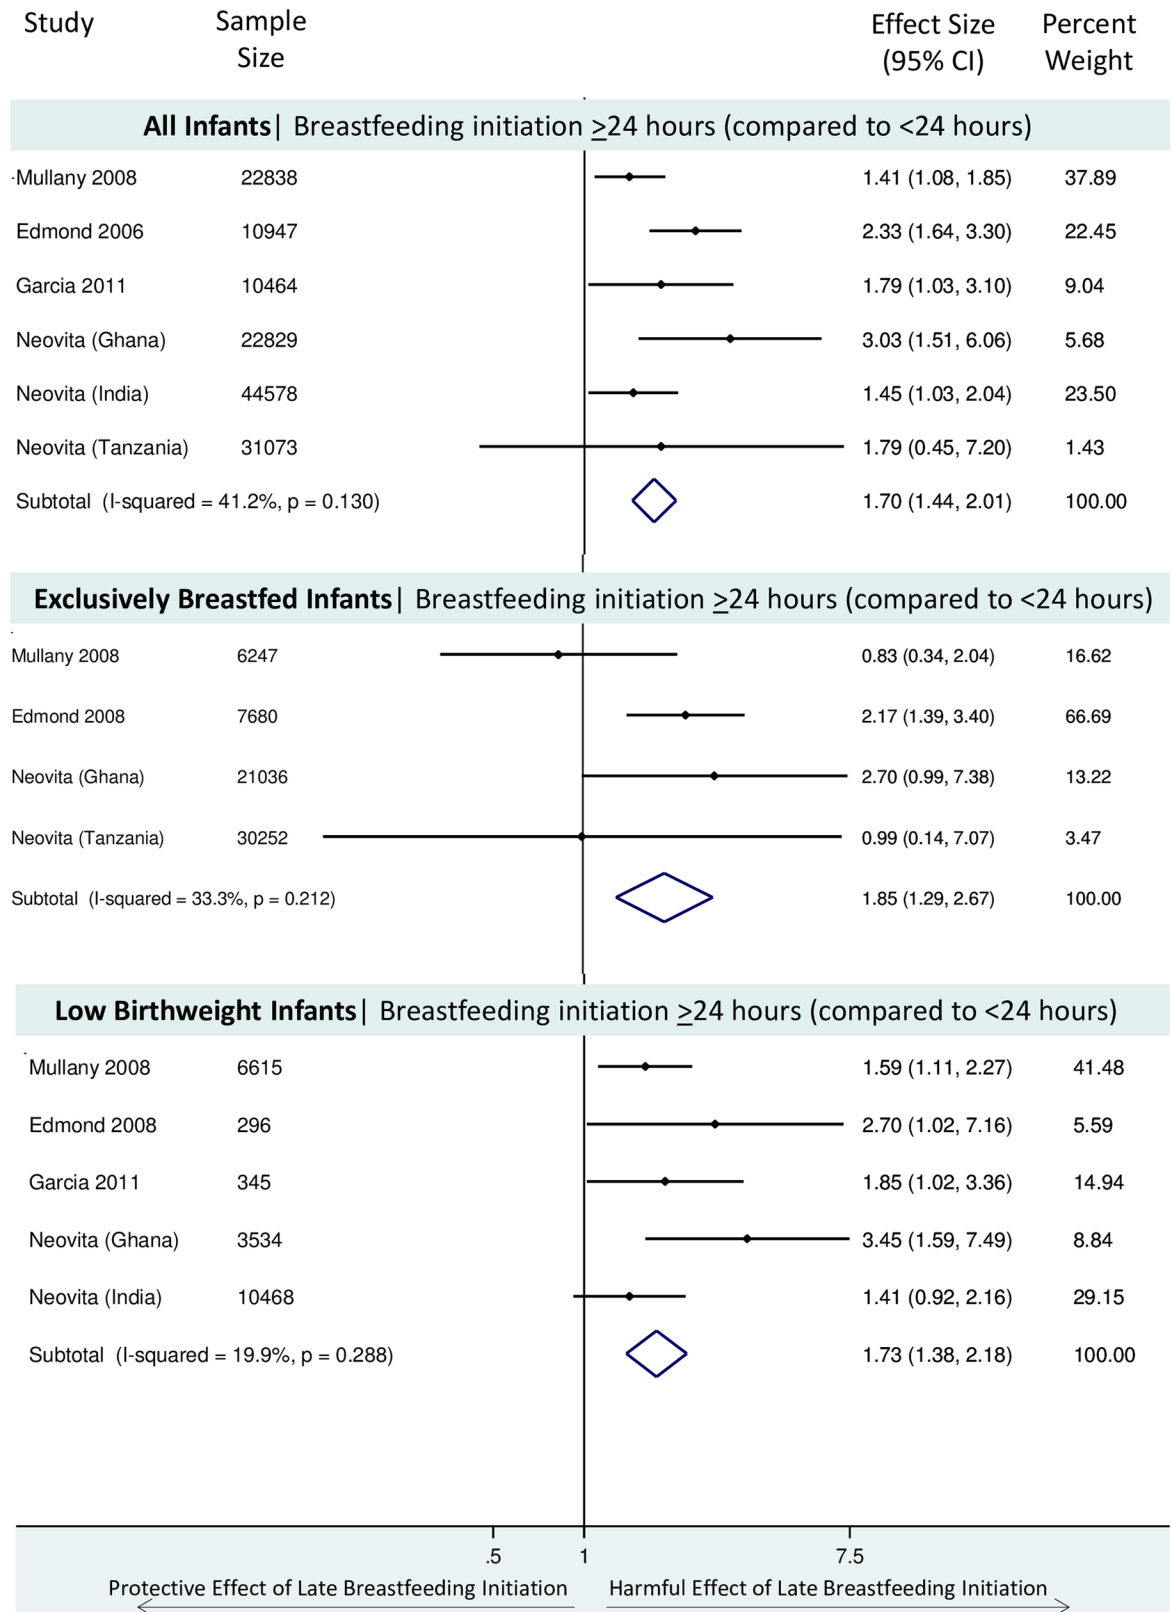 Study Sample Size Effect Size (95% CI) Percent Weight
All Infants| Breastfeeding initiation ≥24 hours (compared to <24 hours)
Mullany 2008 22838 1.41 (1.08, 1.85) 37.89
Edmond 2006 10947 2.33 (1.64, 3.30) 22.45
Garcia 2011 10464 1.79 (1.03, 3.10) 9.04
Neovita (Ghana) 22829 3.03 (1.51, 6.06) 5.68
Neovita (India) 44578 1.45 (1.03, 2.04) 23.50
Neovita (Tanzania) 31073 1.79 (0.45, 7.20) 1.43
Subtotal (I-squared = 41.2%, p = 0.130) 1.70 (1.44, 2.01) 100.00
Exclusively Breastfed Infants| Breastfeeding initiation ≥24 hours (compared to <24 hours)
Mullany 2008 6247 0.83 (0.34, 2.04) 16.62
Edmond 2008 7680 2.17 (1.39, 3.40) 66.69
Neovita (Ghana) 21036 2.70 (0.99, 7.38) 13.22
Neovita (Tanzania) 30252 0.99 (0.14, 7.07) 3.47
Subtotal (I-squared = 33.3%, p = 0.212) 1.85 (1.29, 2.67) 100.00
Low Birthweight Infants| Breastfeeding initiation ≥24 hours (compared to <24 hours)
Mullany 2008 6615 1.59 (1.11, 2.27) 41.48
Edmond 2008 296 2.70 (1.02, 7.16) 5.59
Garcia 2011 345 1.85 (1.02, 3.36) 14.94
Neovita (Ghana) 3534 3.45 (1.59, 7.49) 8.84
Neovita (India) 10468 1.41 (0.92, 2.16) 29.15
Subtotal (I-squared = 19.9%, p = 0.288) 1.73 (1.38, 2.18) 100.00
.5 1 7.5
Protective Effect of Late Breastfeeding Initiation Harmful Effect of Late Breastfeeding Initiation